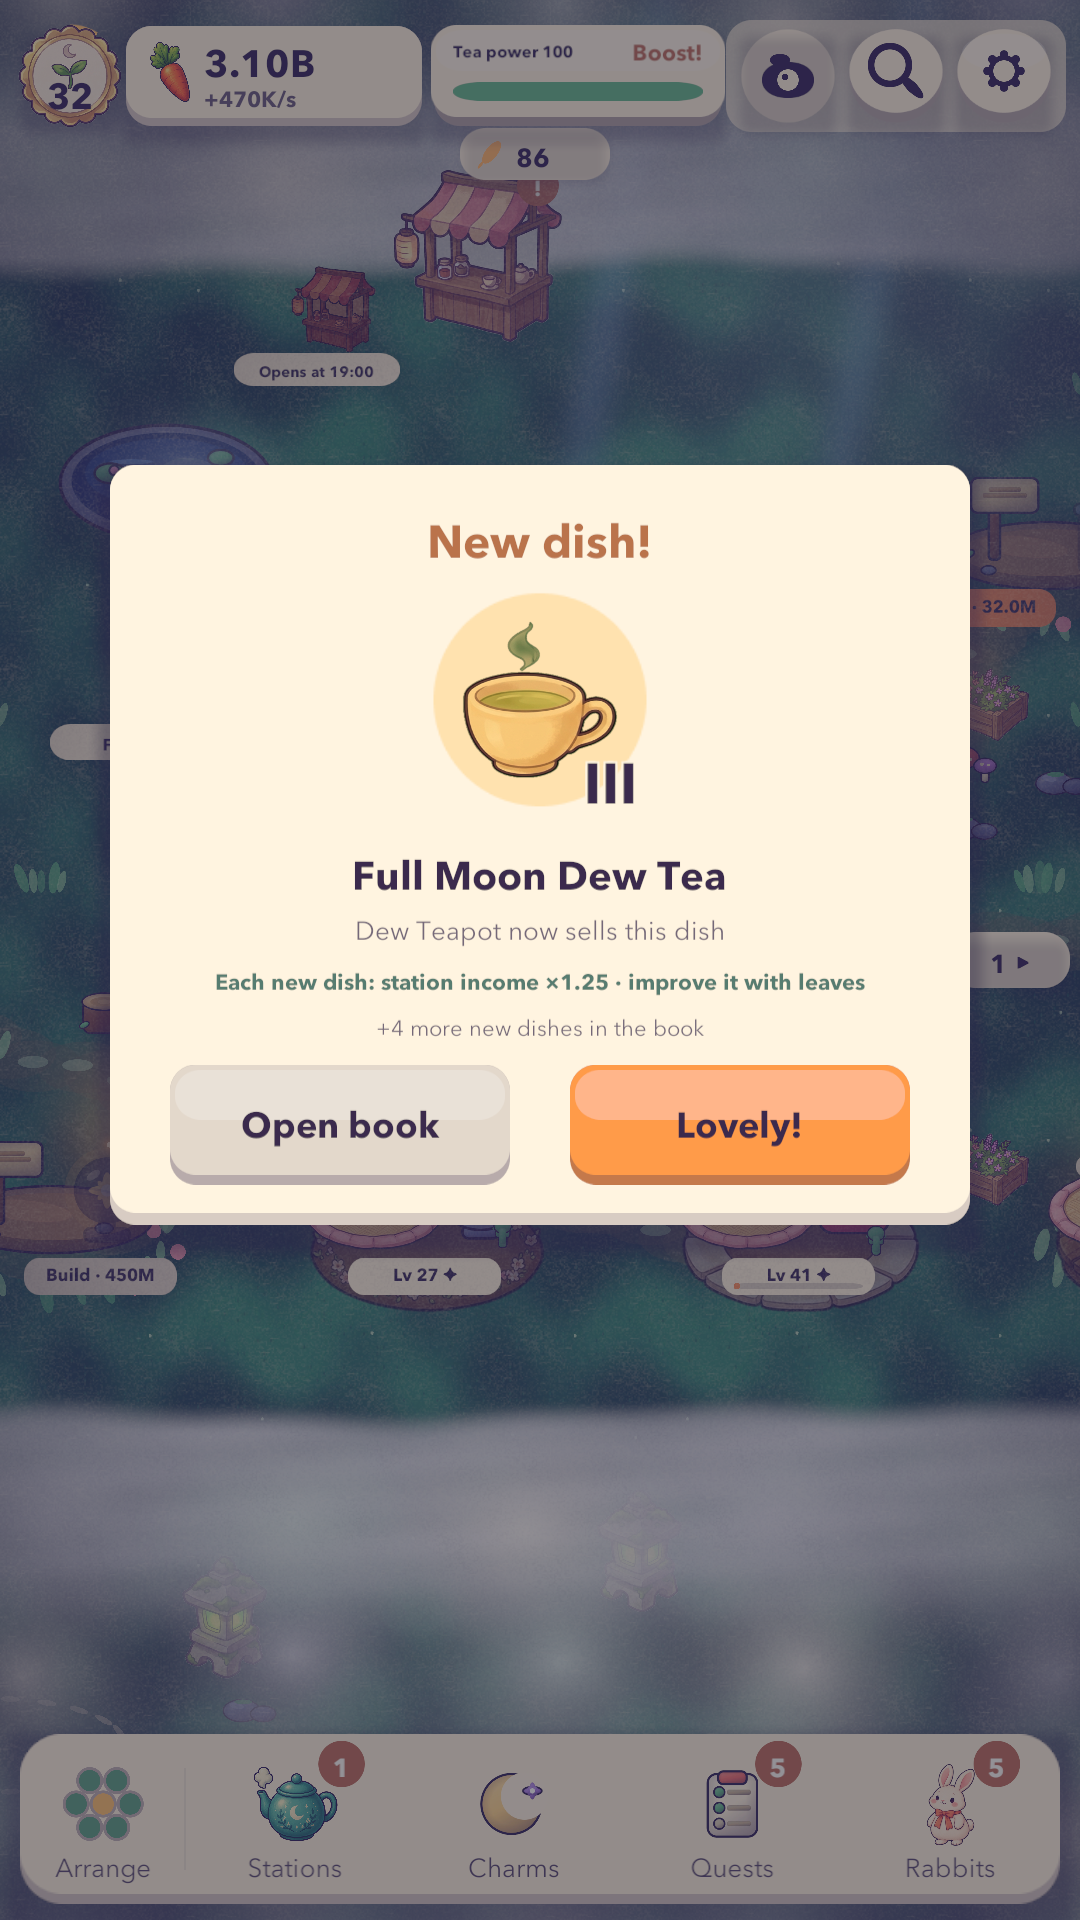 32
3.10B
+470K/s
Tea power 100
Boost!
86
!
Opens at 19:00
New dish!
III
Full Moon Dew Tea
Dew Teapot now sells this dish
Each new dish: station income ×1.25 · improve it with leaves
+4 more new dishes in the book
Open book
Lovely!
· 32.0M
F
1 ▸
Build · 450M
Lv 27 ✦
Lv 41 ✦
1
5
5
Arrange
Stations
Charms
Quests
Rabbits